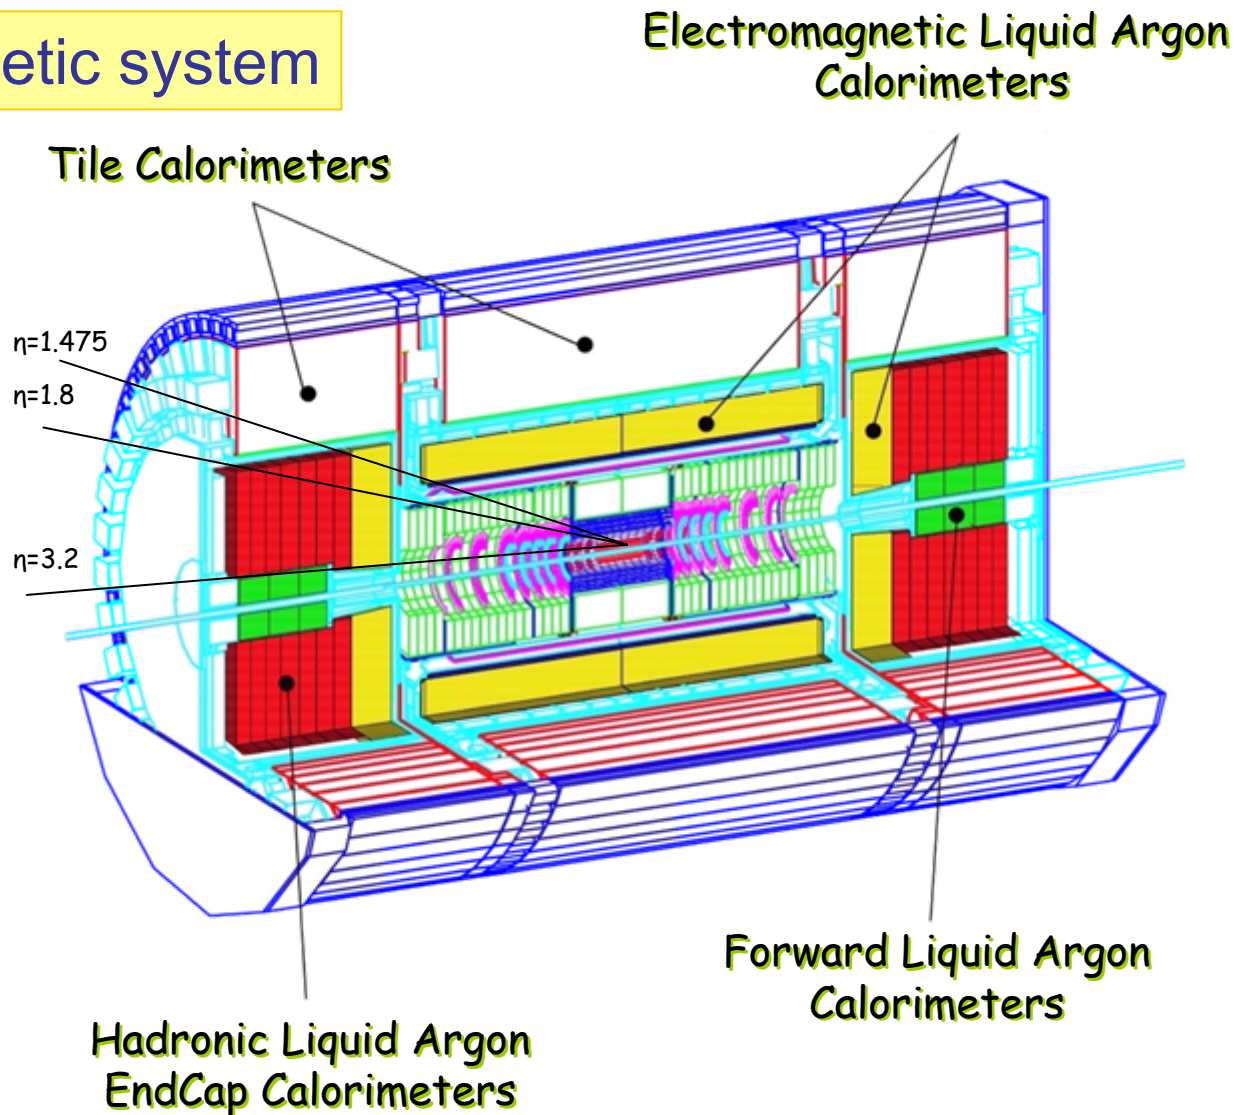 etic system
Electromagnetic Liquid Argon
Calorimeters
Tile Calorimeters
η=1.475
η=1.8
η=3.2
Forward Liquid Argon
Calorimeters
Hadronic Liquid Argon
EndCap Calorimeters